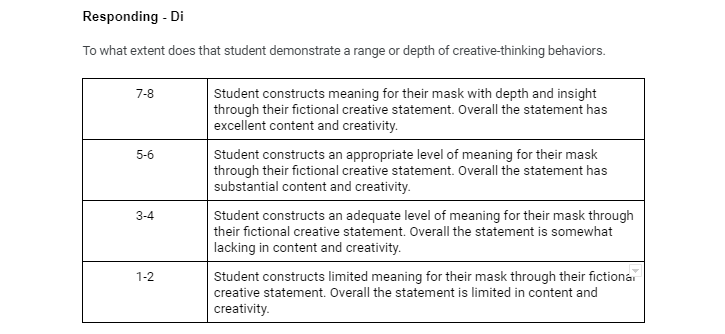 Responding - Di
To what extent does that student demonstrate a range or depth of creative-thinking behaviors.
7-8
Student constructs meaning for their mask with depth and insight
through their fictional creative statement. Overall the statement has
excellent content and creativity.
5-6
Student constructs an appropriate level of meaning for their mask
through their fictional creative statement. Overall the statement has
substantial content and creativity.
3-4
Student constructs an adequate level of meaning for their mask through
their fictional creative statement. Overall the statement is somewhat
lacking in content and creativity.
1-2
Student constructs limited meaning for their mask through their fictional
creative statement. Overall the statement is limited in content and
creativity.